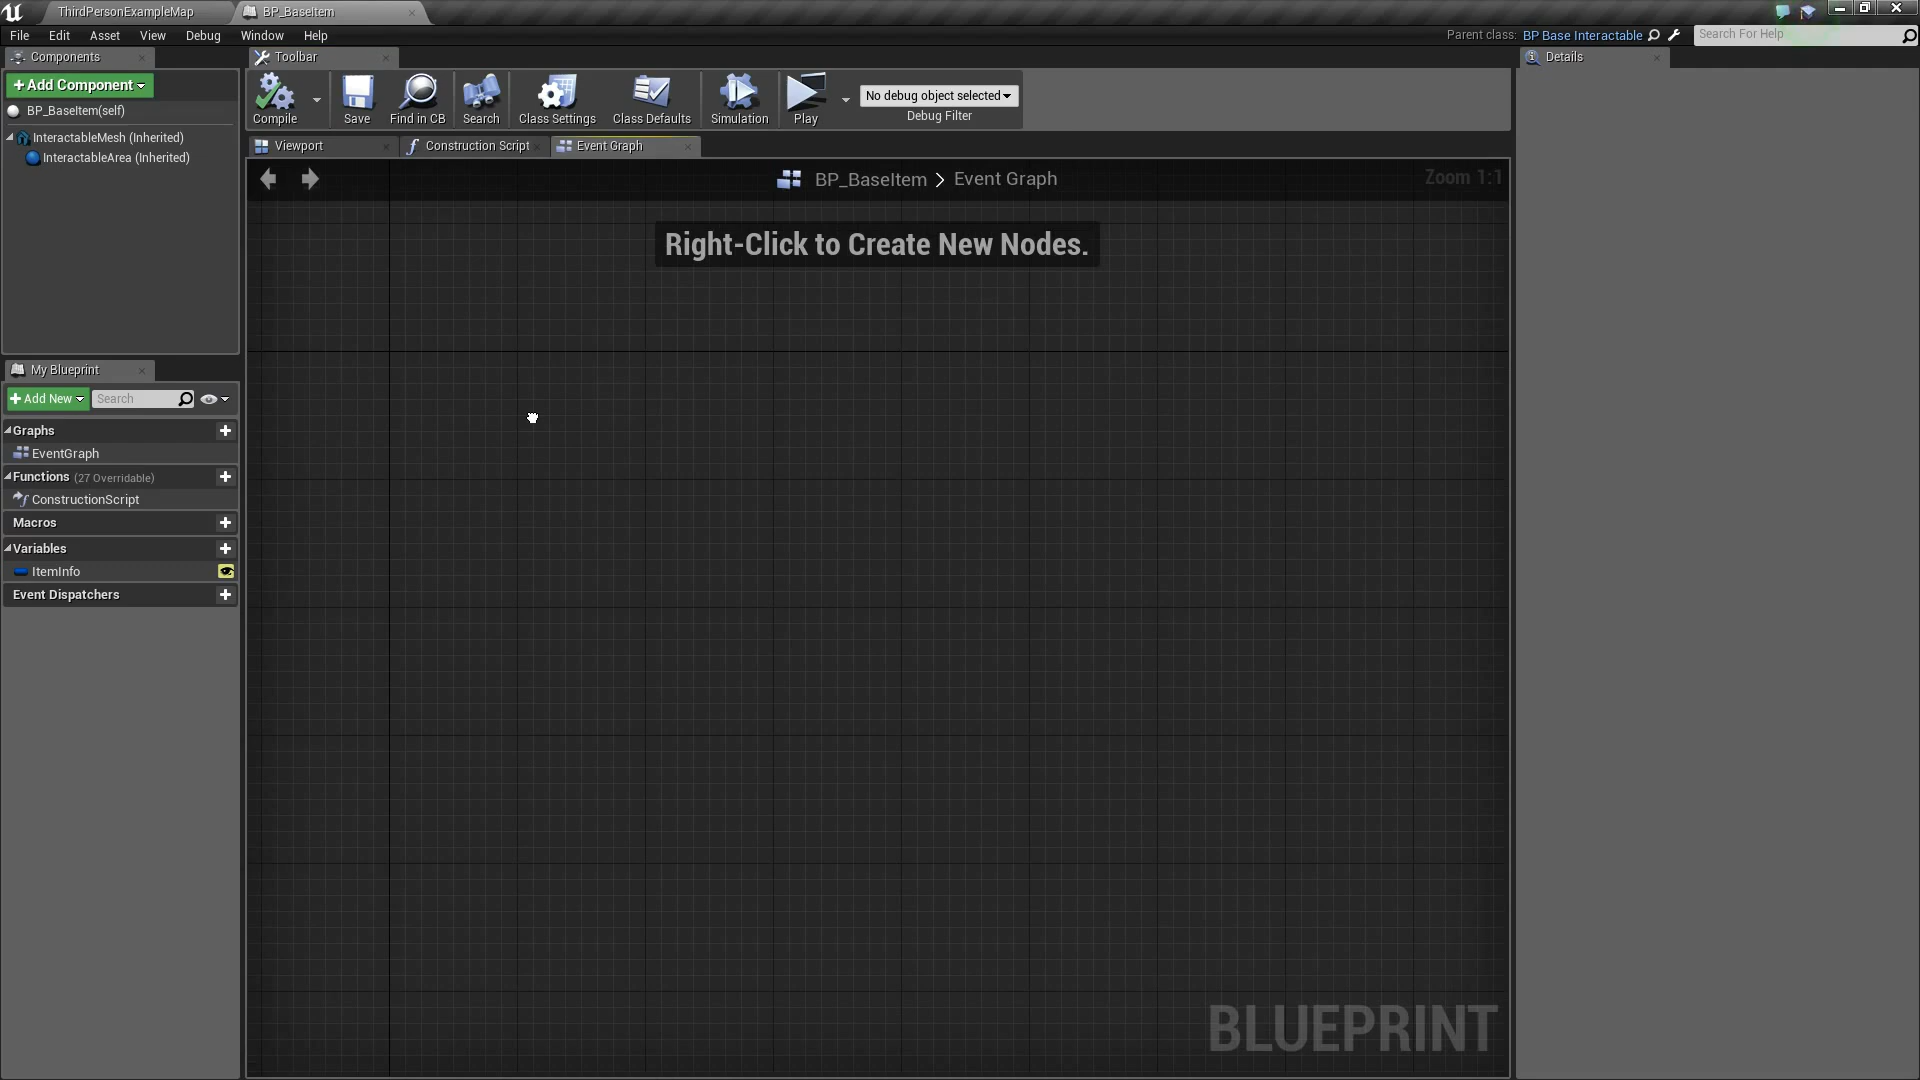 ThirdPersonExampleMap
BP_BaseItem
File Edit Asset View Debug Window Help
Parent class: BP Base Interactable
Search For Help
Components
Toolbar
Details
+Add Component
BP_BaseItem(self)
InteractableMesh (Inherited)
InteractableArea (Inherited)
Compile
Save
Find in CB
Search
Class Settings
Class Defaults
Simulation
Play
No debug object selected
Debug Filter
Viewport
Construction Script
Event Graph
BP_BaseItem > Event Graph
Zoom 1:1
Right-Click to Create New Nodes.
My Blueprint
+Add New
Search
Graphs
EventGraph
Functions (27 Overridable)
ConstructionScript
Macros
Variables
ItemInfo
Event Dispatchers
BLUEPRINT